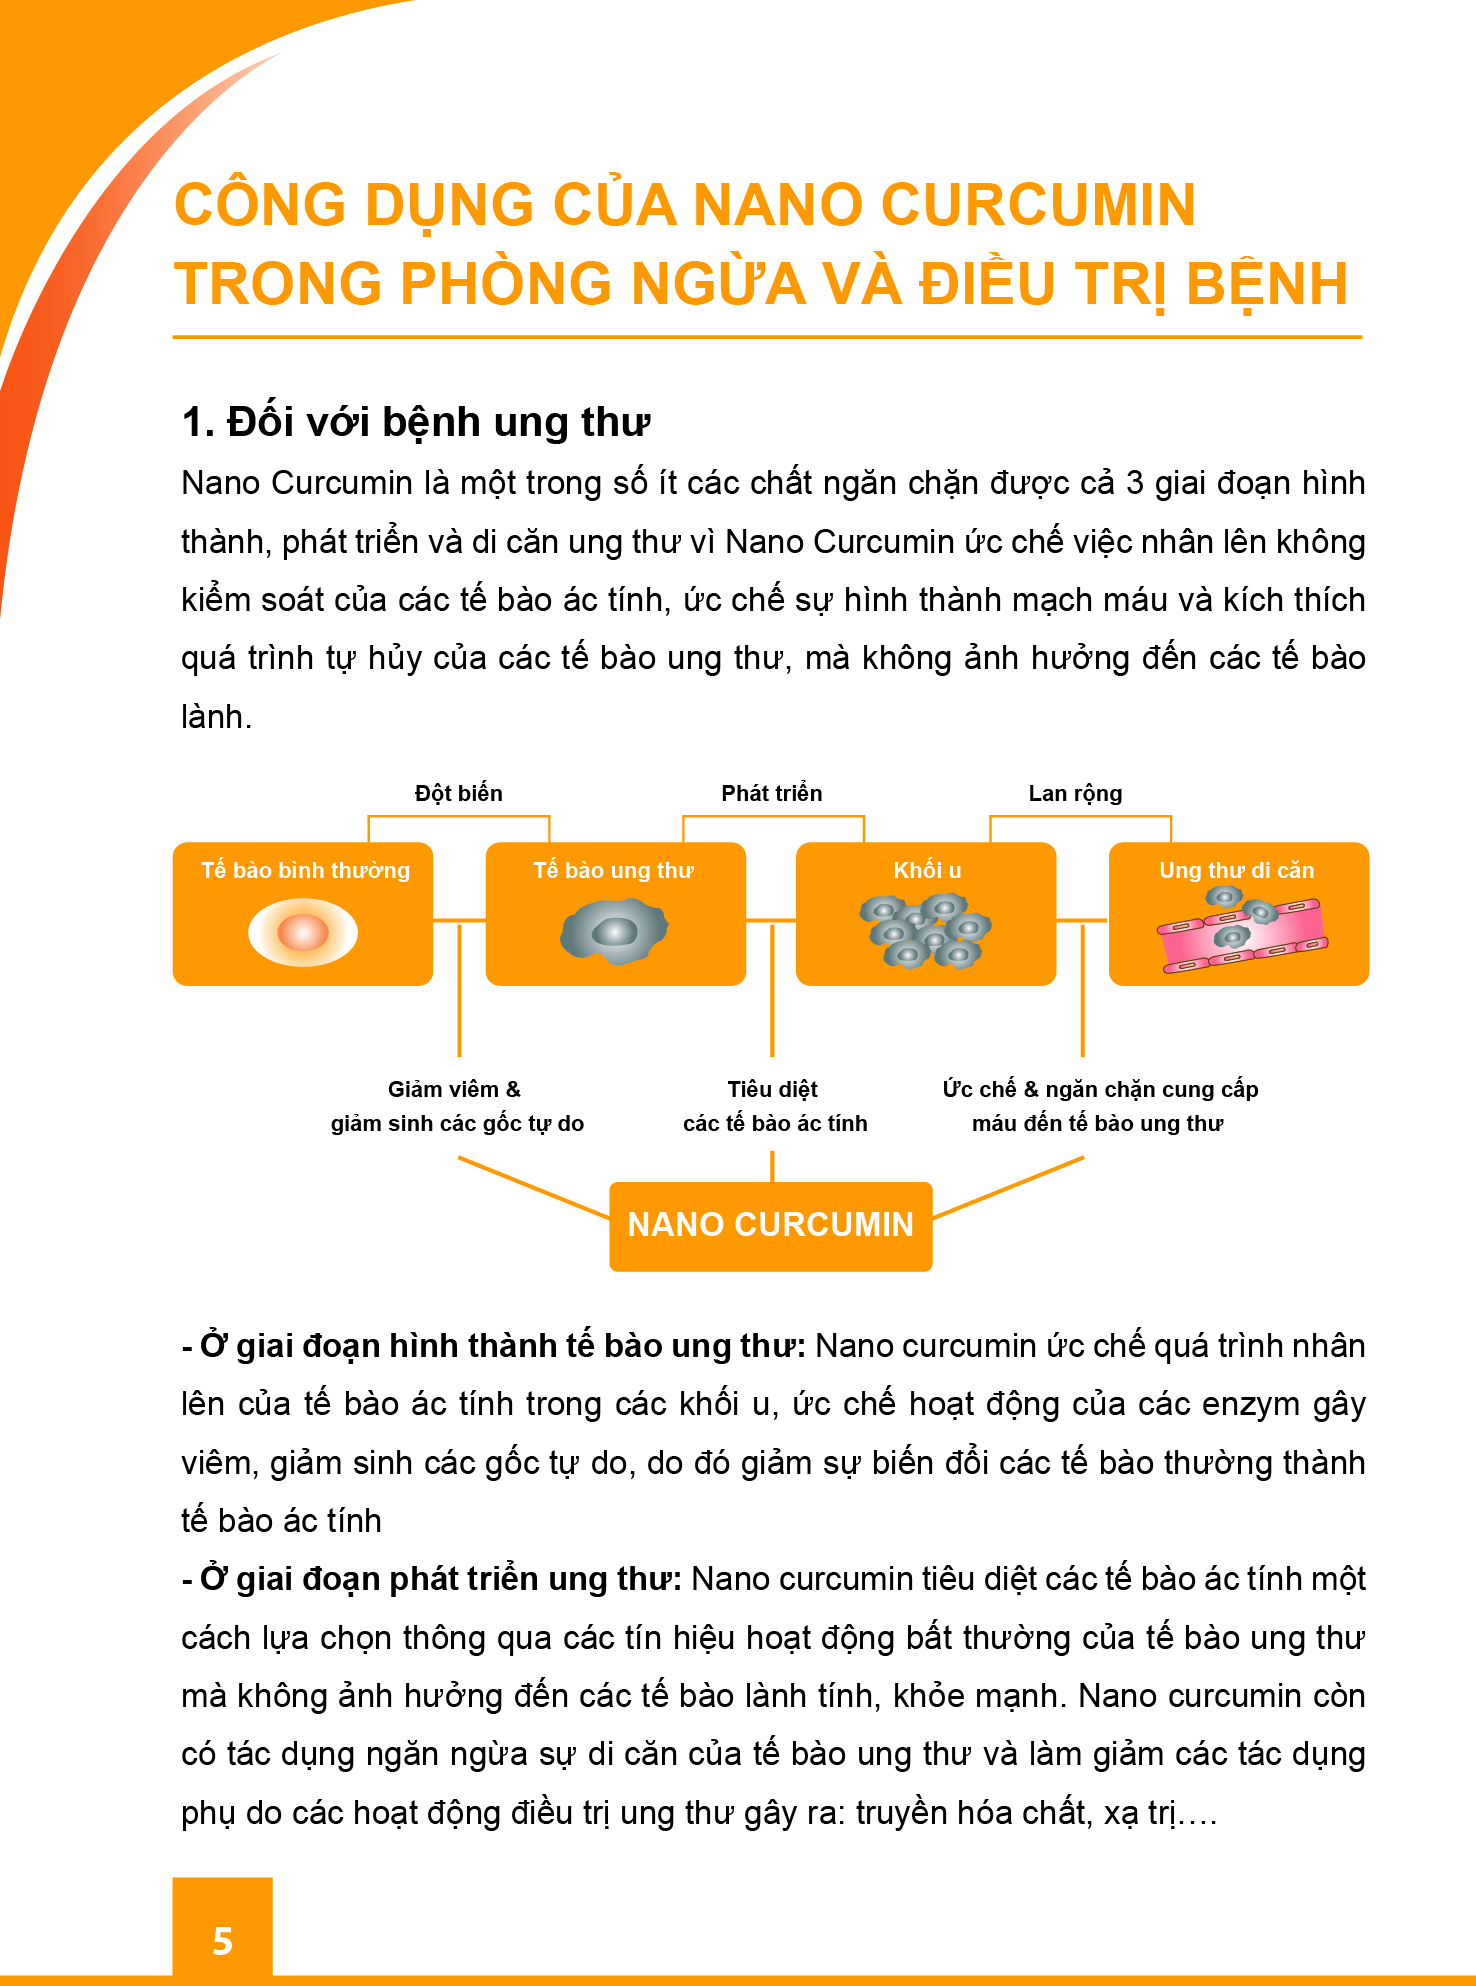 CÔNG DỤNG CỦA NANO CURCUMIN
TRONG PHÒNG NGỪA VÀ ĐIỀU TRỊ BỆNH
1. Đối với bệnh ung thư
Nano Curcumin là một trong số ít các chất ngăn chặn được cả 3 giai đoạn hình
thành, phát triển và di căn ung thư vì Nano Curcumin ức chế việc nhân lên không
kiểm soát của các tế bào ác tính, ức chế sự hình thành mạch máu và kích thích
quá trình tự hủy của các tế bào ung thư, mà không ảnh hưởng đến các tế bào
lành.
Đột biến
Phát triển
Lan rộng
Tế bào bình thường
Tế bào ung thư
Khối u
Ung thư di căn
Giảm viêm &
giảm sinh các gốc tự do
Tiêu diệt
các tế bào ác tính
Ức chế & ngăn chặn cung cấp
máu đến tế bào ung thư
NANO CURCUMIN
- Ở giai đoạn hình thành tế bào ung thư: Nano curcumin ức chế quá trình nhân
lên của tế bào ác tính trong các khối u, ức chế hoạt động của các enzym gây
viêm, giảm sinh các gốc tự do, do đó giảm sự biến đổi các tế bào thường thành
tế bào ác tính
- Ở giai đoạn phát triển ung thư: Nano curcumin tiêu diệt các tế bào ác tính một
cách lựa chọn thông qua các tín hiệu hoạt động bất thường của tế bào ung thư
mà không ảnh hưởng đến các tế bào lành tính, khỏe mạnh. Nano curcumin còn
có tác dụng ngăn ngừa sự di căn của tế bào ung thư và làm giảm các tác dụng
phụ do các hoạt động điều trị ung thư gây ra: truyền hóa chất, xạ trị….
5